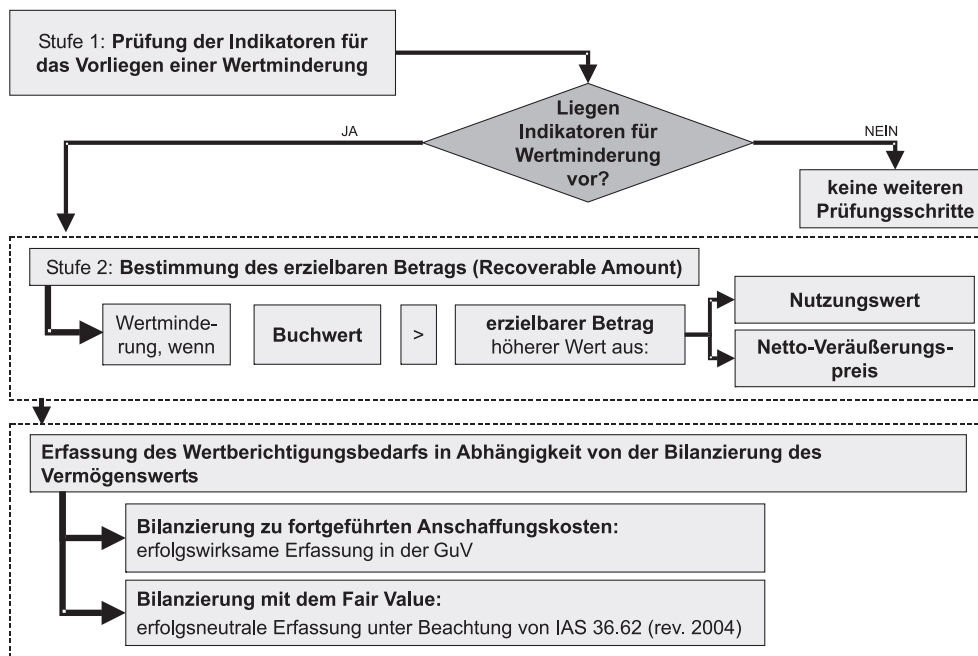 Stufe 1: Prüfung der Indikatoren für
das Vorliegen einer Wertminderung
Liegen
Indikatoren für
Wertminderung
vor?
JA
NEIN
keine weiteren
Prüfungsschritte
Stufe 2: Bestimmung des erzielbaren Betrags (Recoverable Amount)
Wertminde-
rung, wenn
Buchwert
>
erzielbarer Betrag
höherer Wert aus:
Nutzungswert
Netto-Veräußerungs-
preis
Erfassung des Wertberichtigungsbedarfs in Abhängigkeit von der Bilanzierung des
Vermögenswerts
Bilanzierung zu fortgeführten Anschaffungskosten:
erfolgswirksame Erfassung in der GuV
Bilanzierung mit dem Fair Value:
erfolgsneutrale Erfassung unter Beachtung von IAS 36.62 (rev. 2004)